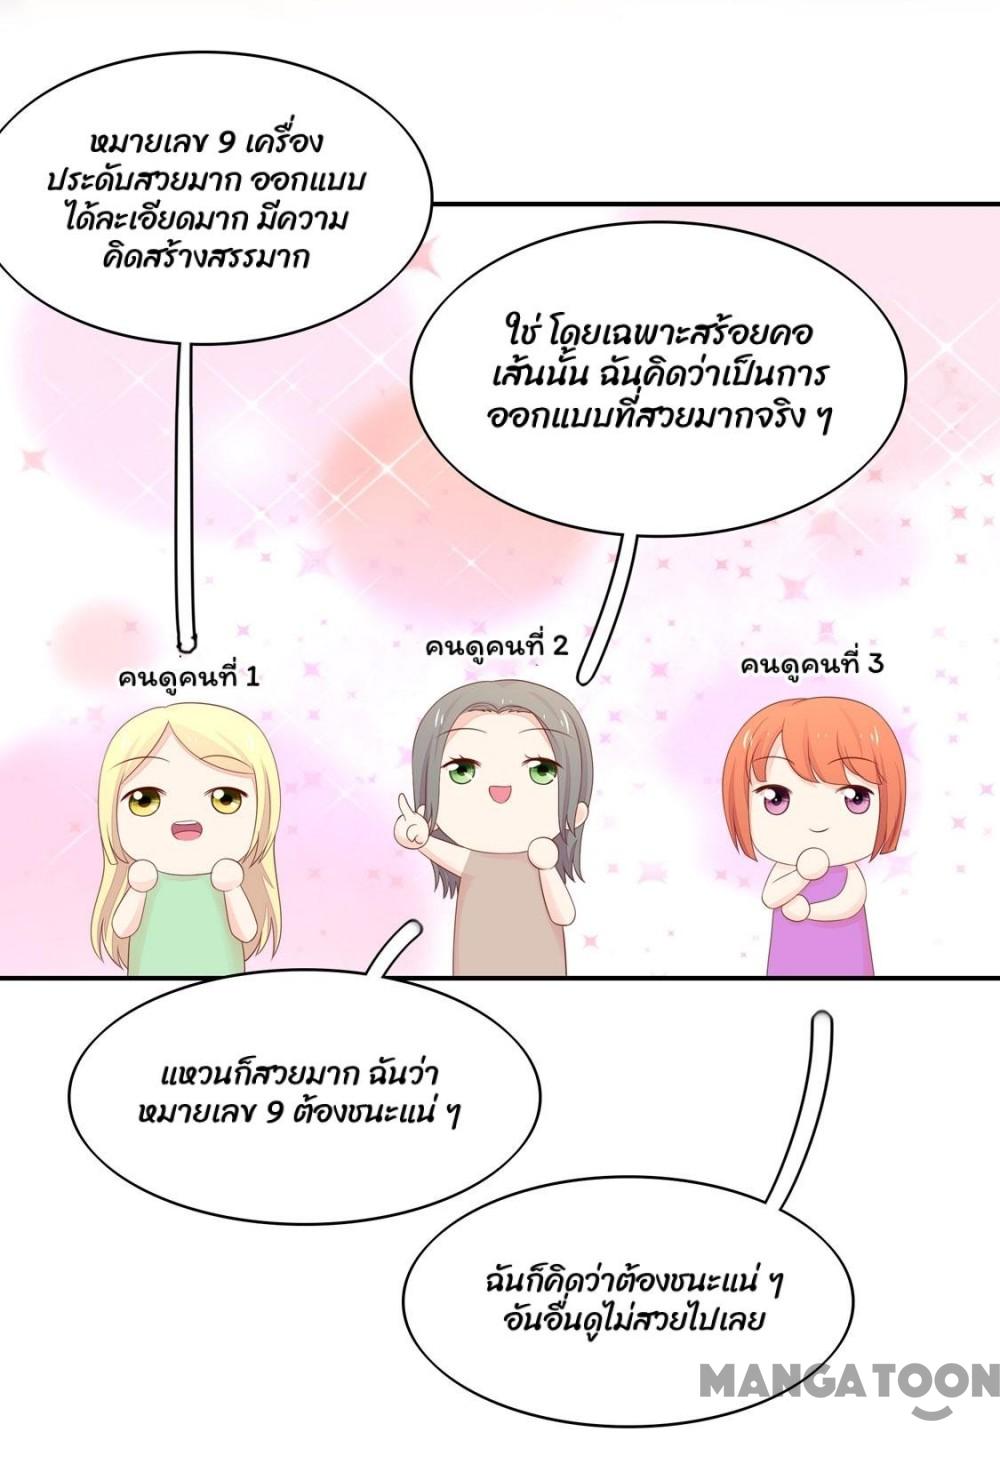 หมายเลข 9 เครื่อง
ประดับสวยมาก ออกแบบ
ได้ละเอียดมาก มีความ
คิดสร้างสรรมาก
ใช่ โดยเฉพาะสร้อยคอ
เส้นนั้น ฉันคิดว่าเป็นการ
ออกแบบที่สวยมากจริง ๆ
คนดูคนที่ 1
คนดูคนที่ 2
คนดูคนที่ 3
แหวนก็สวยมาก ฉันว่า
หมายเลข 9 ต้องชนะแน่ ๆ
ฉันก็คิดว่าต้องชนะแน่ ๆ
อันอื่นดูไม่สวยไปเลย
MANGATOON